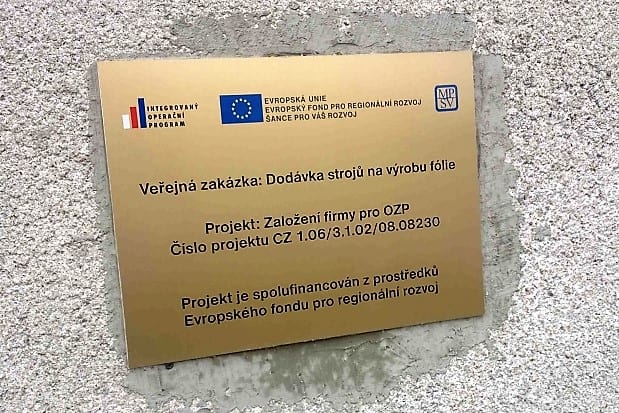 INTEGROVANÝ
OPERAČNÍ
PROGRAM
EVROPSKÁ UNIE
EVROPSKÝ FOND PRO REGIONÁLNÍ ROZVOJ
ŠANCE PRO VÁŠ ROZVOJ
MP
SV
Veřejná zakázka: Dodávka strojů na výrobu fólie
Projekt: Založení firmy pro OZP
Číslo projektu CZ 1.06/3.1.02/08.08230
Projekt je spolufinancován z prostředků
Evropského fondu pro regionální rozvoj